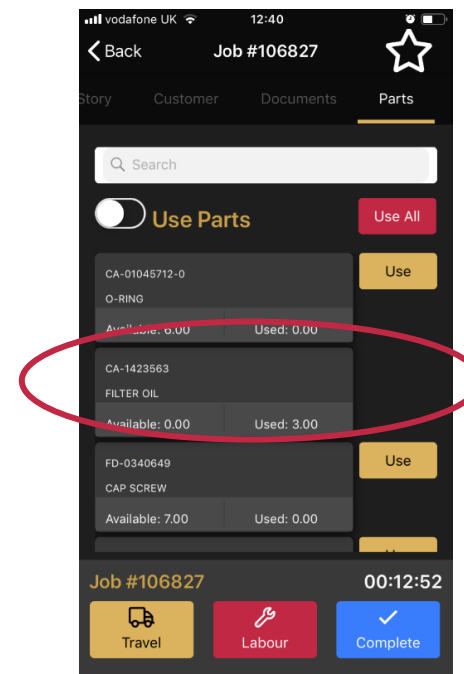 vodafone UK 12:40
Back Job #106827
Story Customer Documents Parts
Search
Use Parts Use All
CA-01045712-0 Use
O-RING
Available: 6.00 Used: 0.00
CA-1423563
FILTER OIL
Available: 0.00 Used: 3.00
FD-0340649 Use
CAP SCREW
Available: 7.00 Used: 0.00
Job #106827 00:12:52
Travel Labour Complete